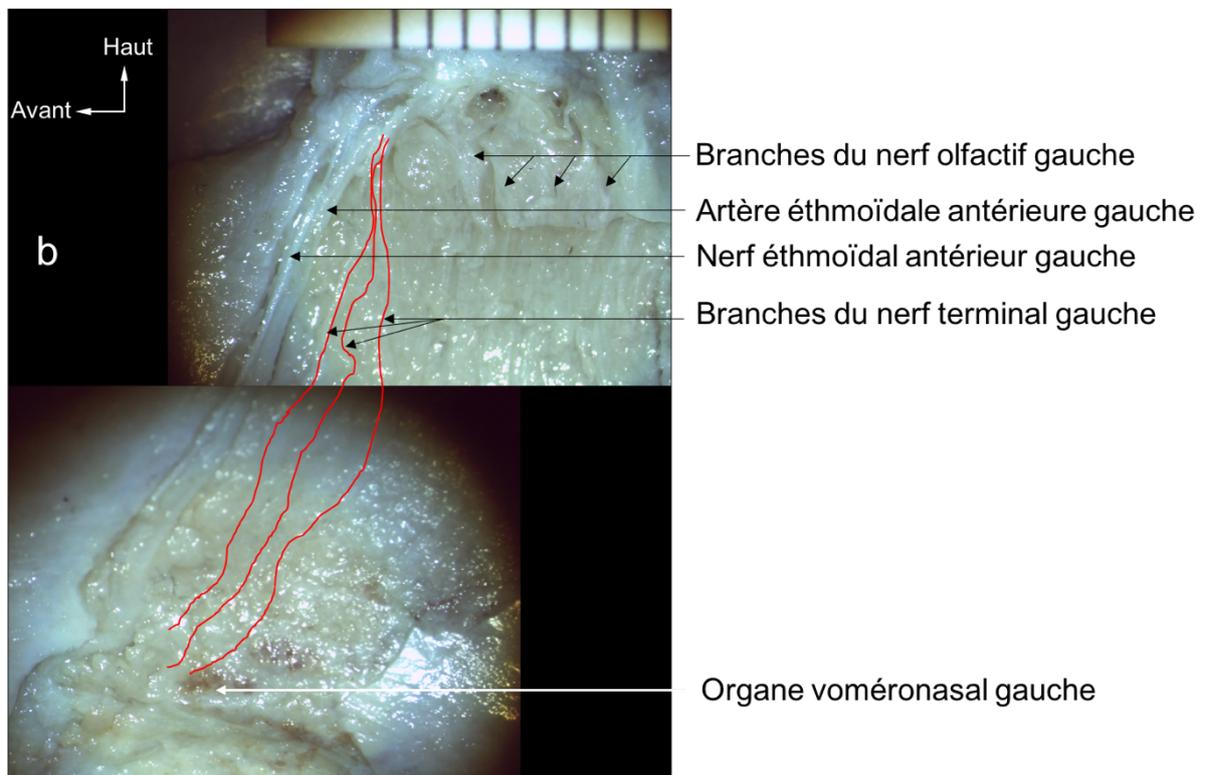 Haut
Avant
Branches du nerf olfactif gauche
Artère éthmoïdale antérieure gauche
b
Nerf éthmoïdal antérieur gauche
Branches du nerf terminal gauche
Organe voméronasal gauche